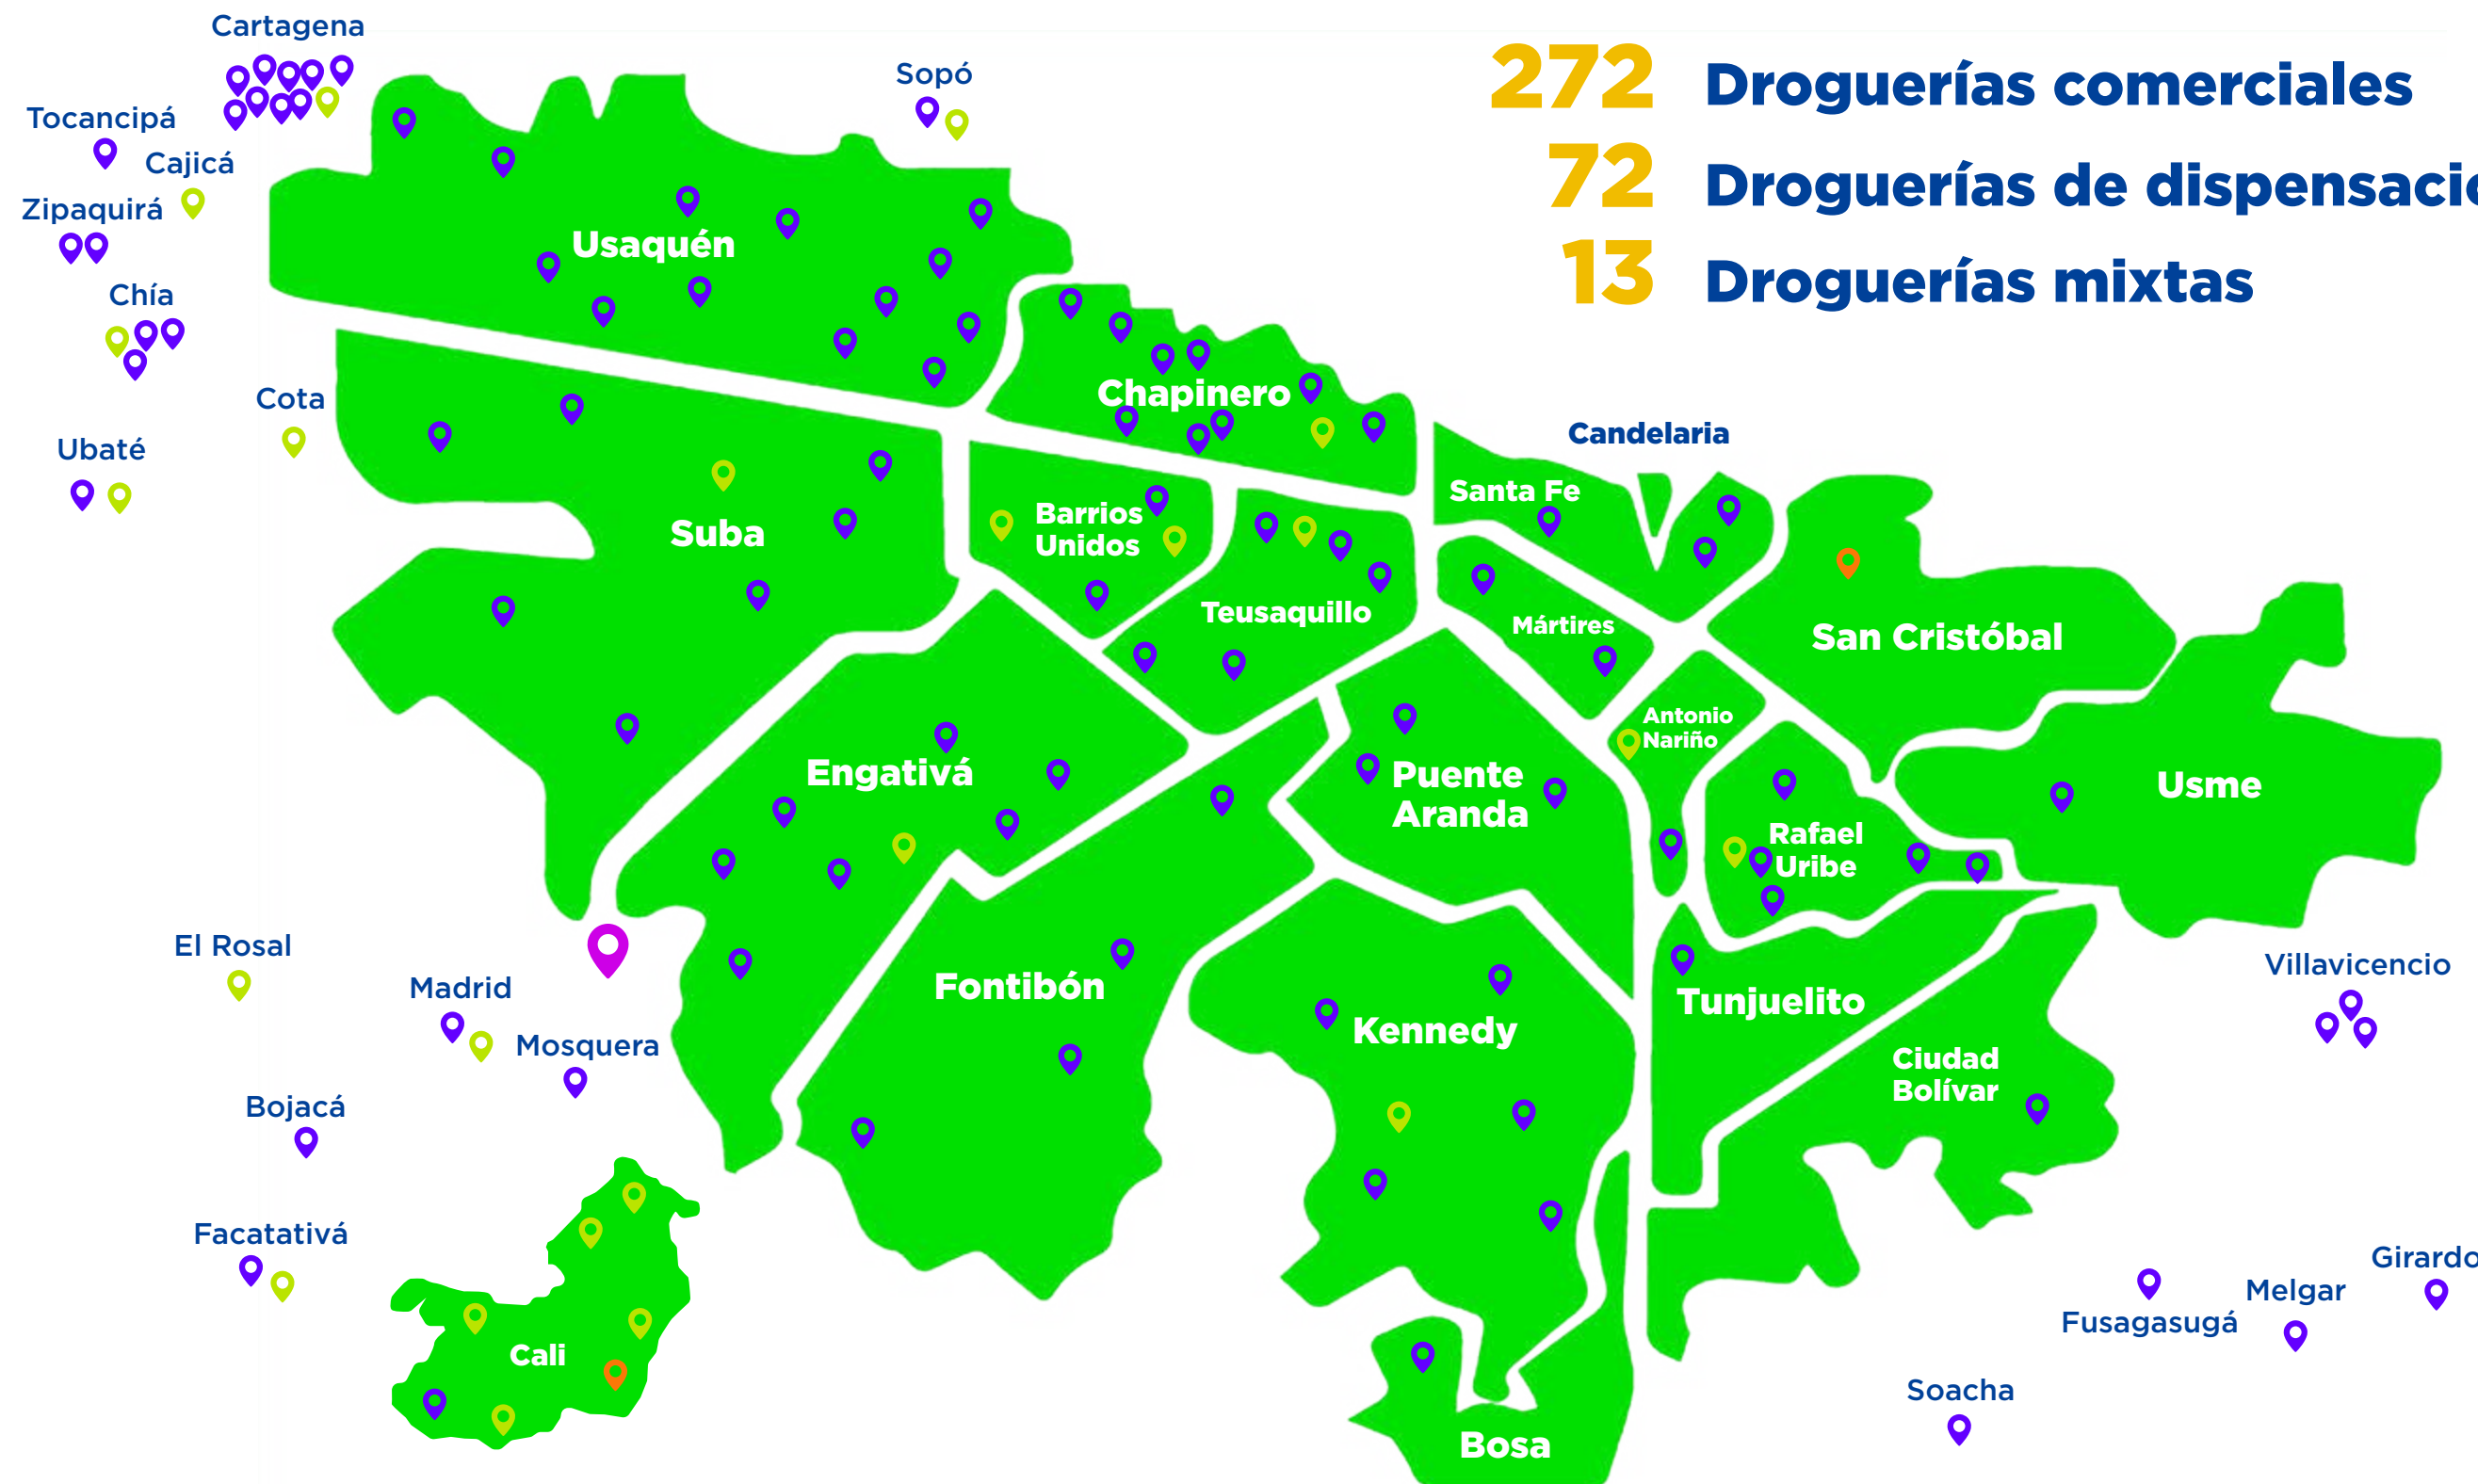 Cartagena
Sopó
272 Droguerías comerciales
Tocancipá
Cajicá
72 Droguerías de
Zipaquirá
Usaquén
13 Droguerías mixtas
Chía
Chapinero
Cota
Candelaria
Ubaté
Santa Fe
Suba
Barrios
Unidos
Teusaquillo
Mártires
San Cristóbal
Antonio
Nariño
Engativá
Puente
Aranda
Usme
Rafael
Uribe
El Rosal
Madrid
Fontibón
Villavicencio
Tunjuelito
Kennedy
Mosquera
Ciudad
Bolívar
Bojacá
Facatativá
Melgar
Fusagasugá
Cali
Soacha
Bosa